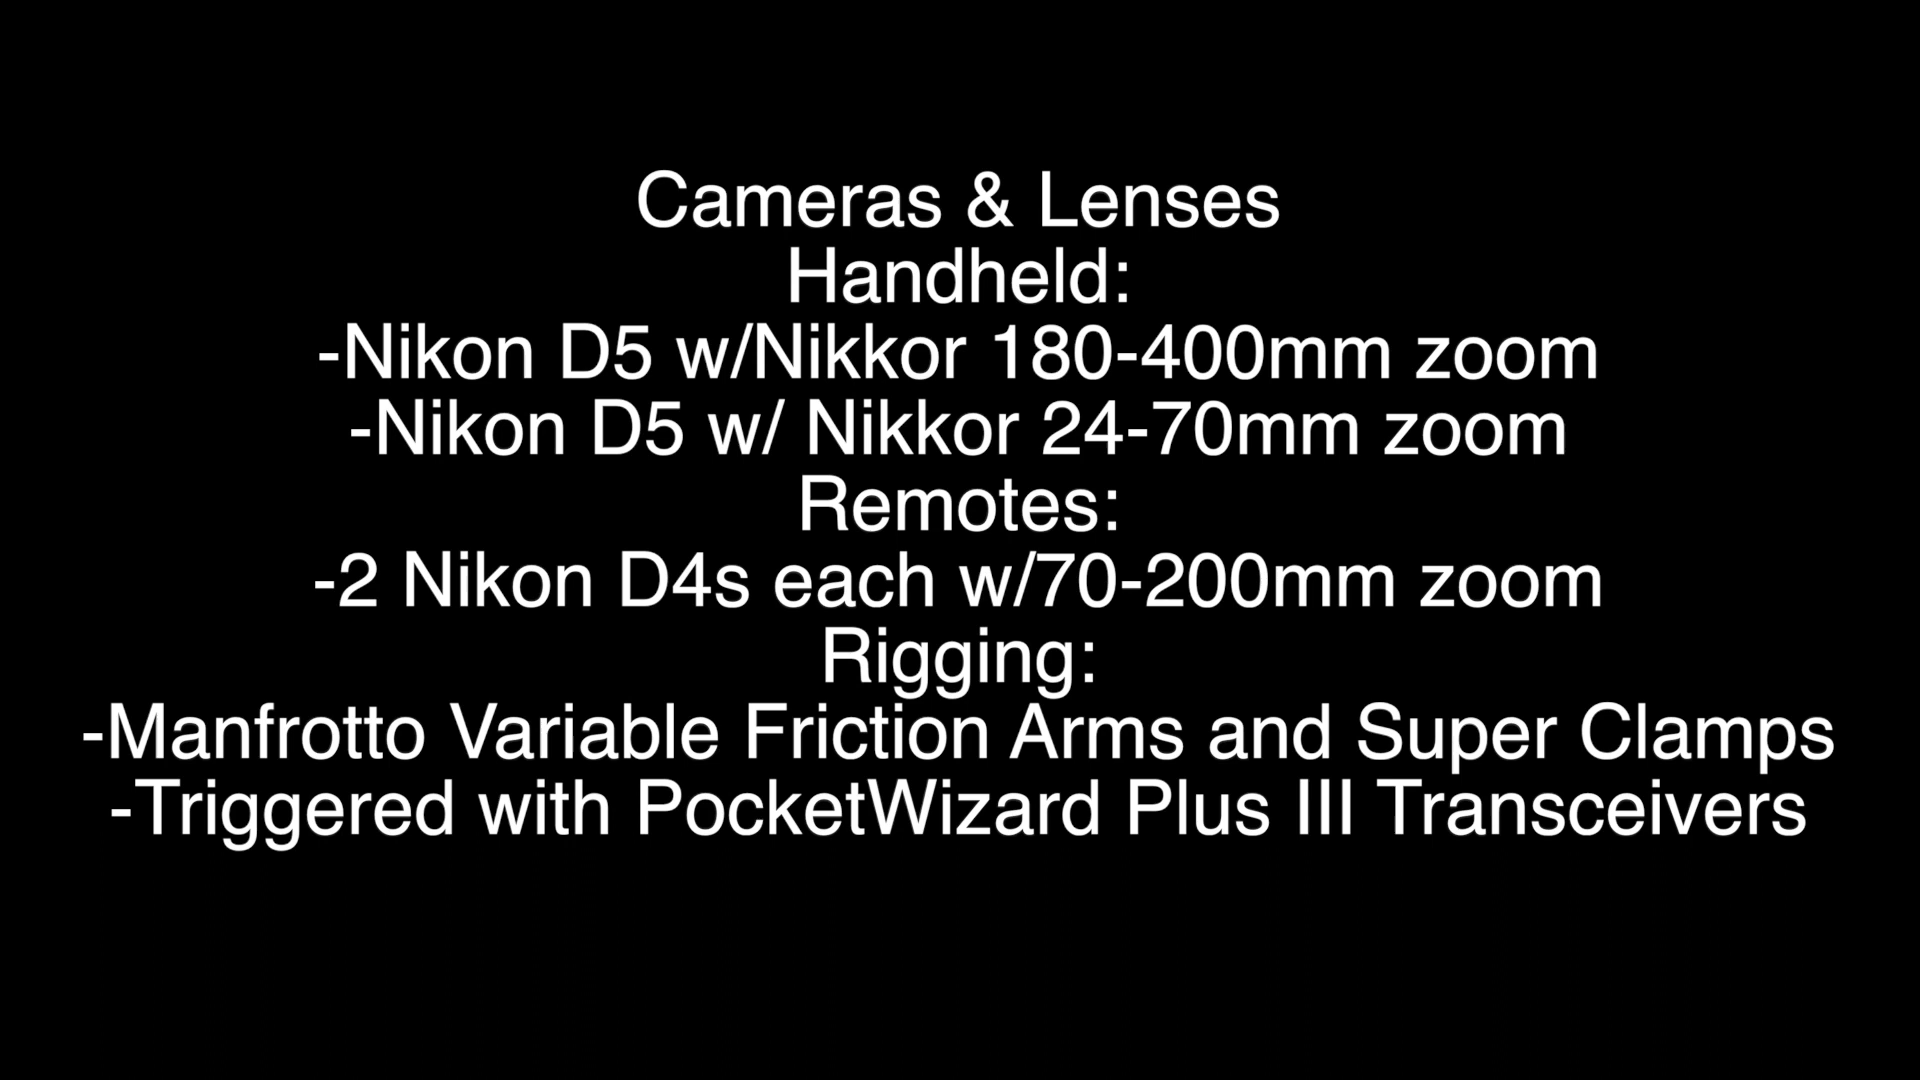 Cameras & Lenses
Handheld:
-Nikon D5 w/Nikkor 180-400mm zoom
-Nikon D5 w/ Nikkor 24-70mm zoom
Remotes:
-2 Nikon D4s each w/70-200mm zoom
Rigging:
-Manfrotto Variable Friction Arms and Super Clamps
-Triggered with PocketWizard Plus III Transceivers